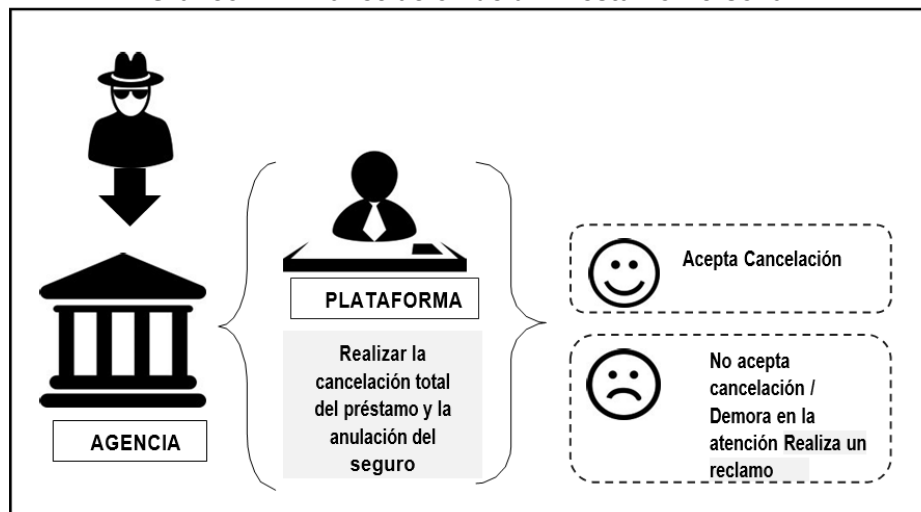 Acepta Cancelación
PLATAFORMA
Realizar la
cancelación total
del préstamo y la
anulación del
seguro
No acepta
cancelación /
Demora en la
atención Realiza un
reclamo
AGENCIA